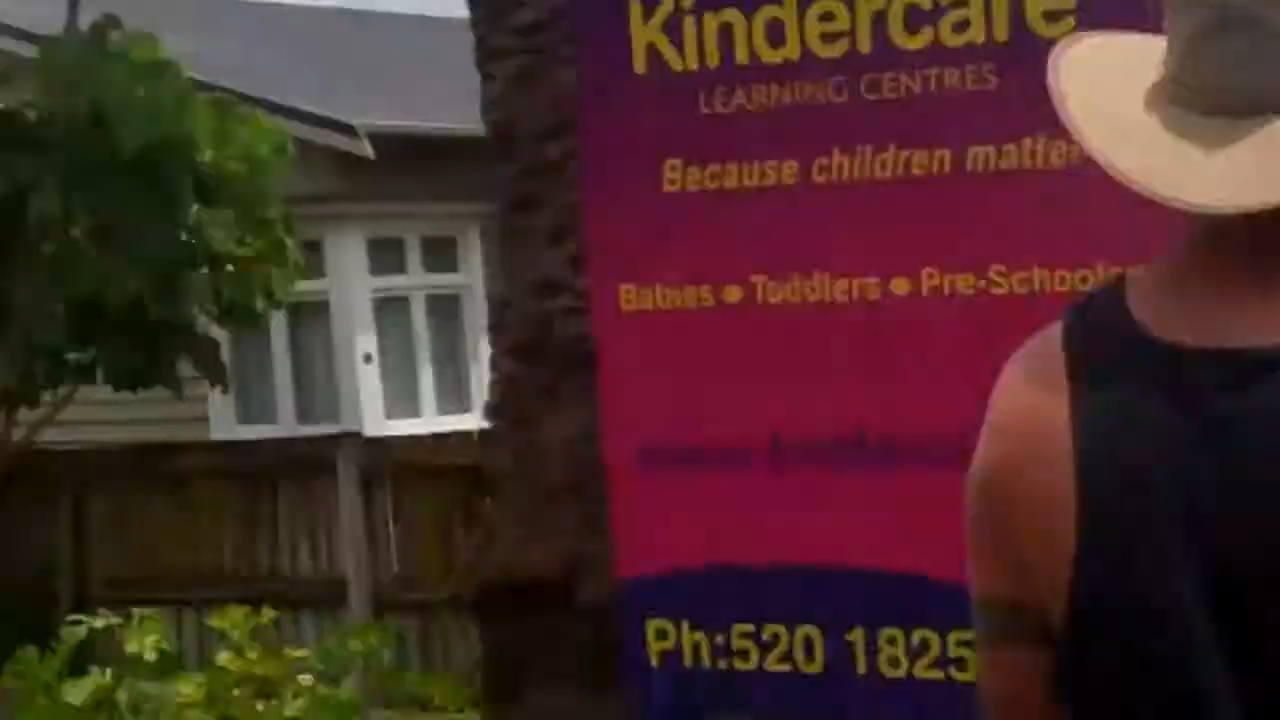 Kindercare
LEARNING CENTRES
Because children matter
Babies • Toddlers • Pre-Schoolers
Ph:520 1825